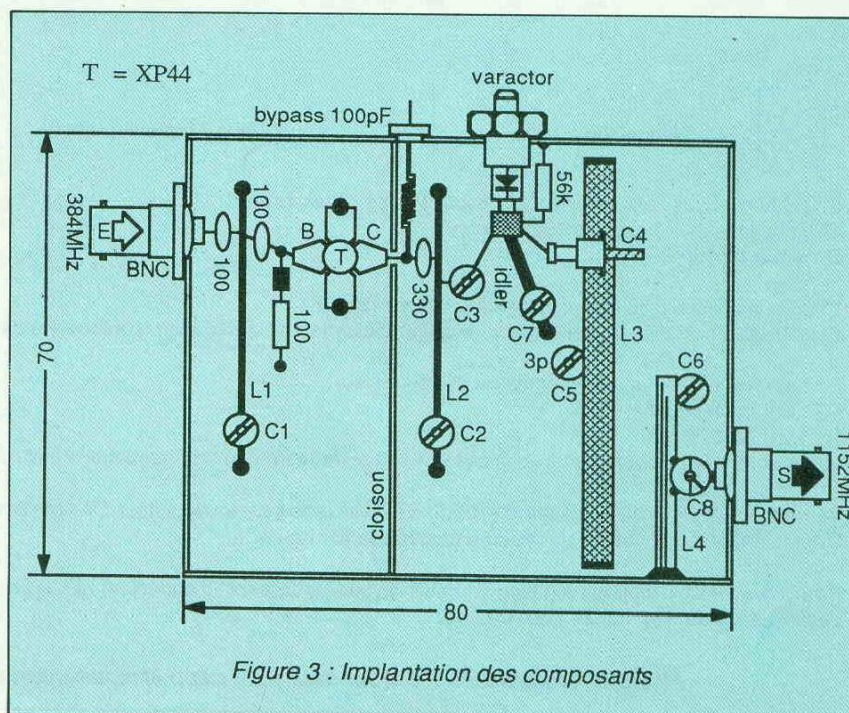 T = XP44
varactor
bypass 100pF
70
384MHz
E
BNC
100
100
B
C
T
100
L1
C1
cloison
330
C3
L2
C2
56k
idler
C7
3p
C5
C4
L3
C6
C8
L4
S
BNC
1152MHz
80
Figure 3 : Implantation des composants